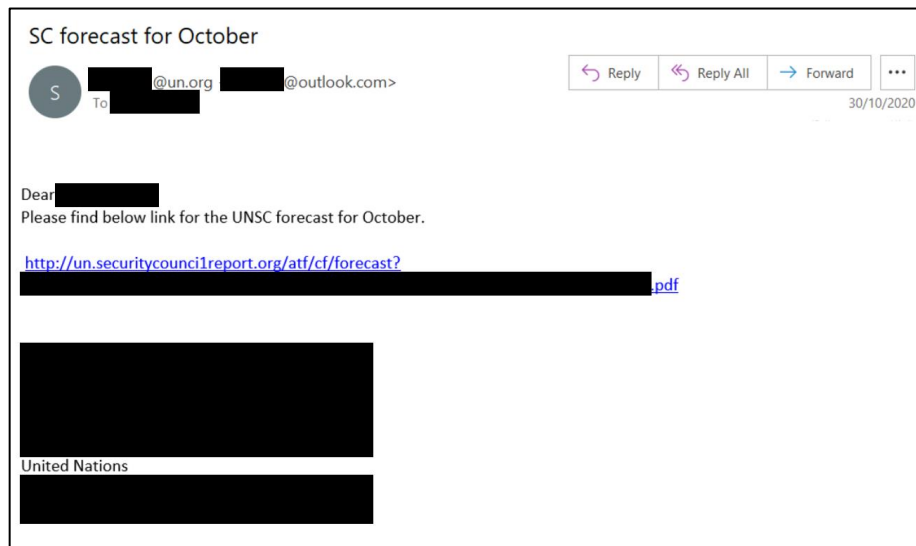 SC forecast for October
S
@un.org @outlook.com>
Reply
Reply All
Forward
To
30/10/2020
Dear
Please find below link for the UNSC forecast for October.
http://un.securitycounci1report.org/atf/cf/forecast?
.pdf
United Nations